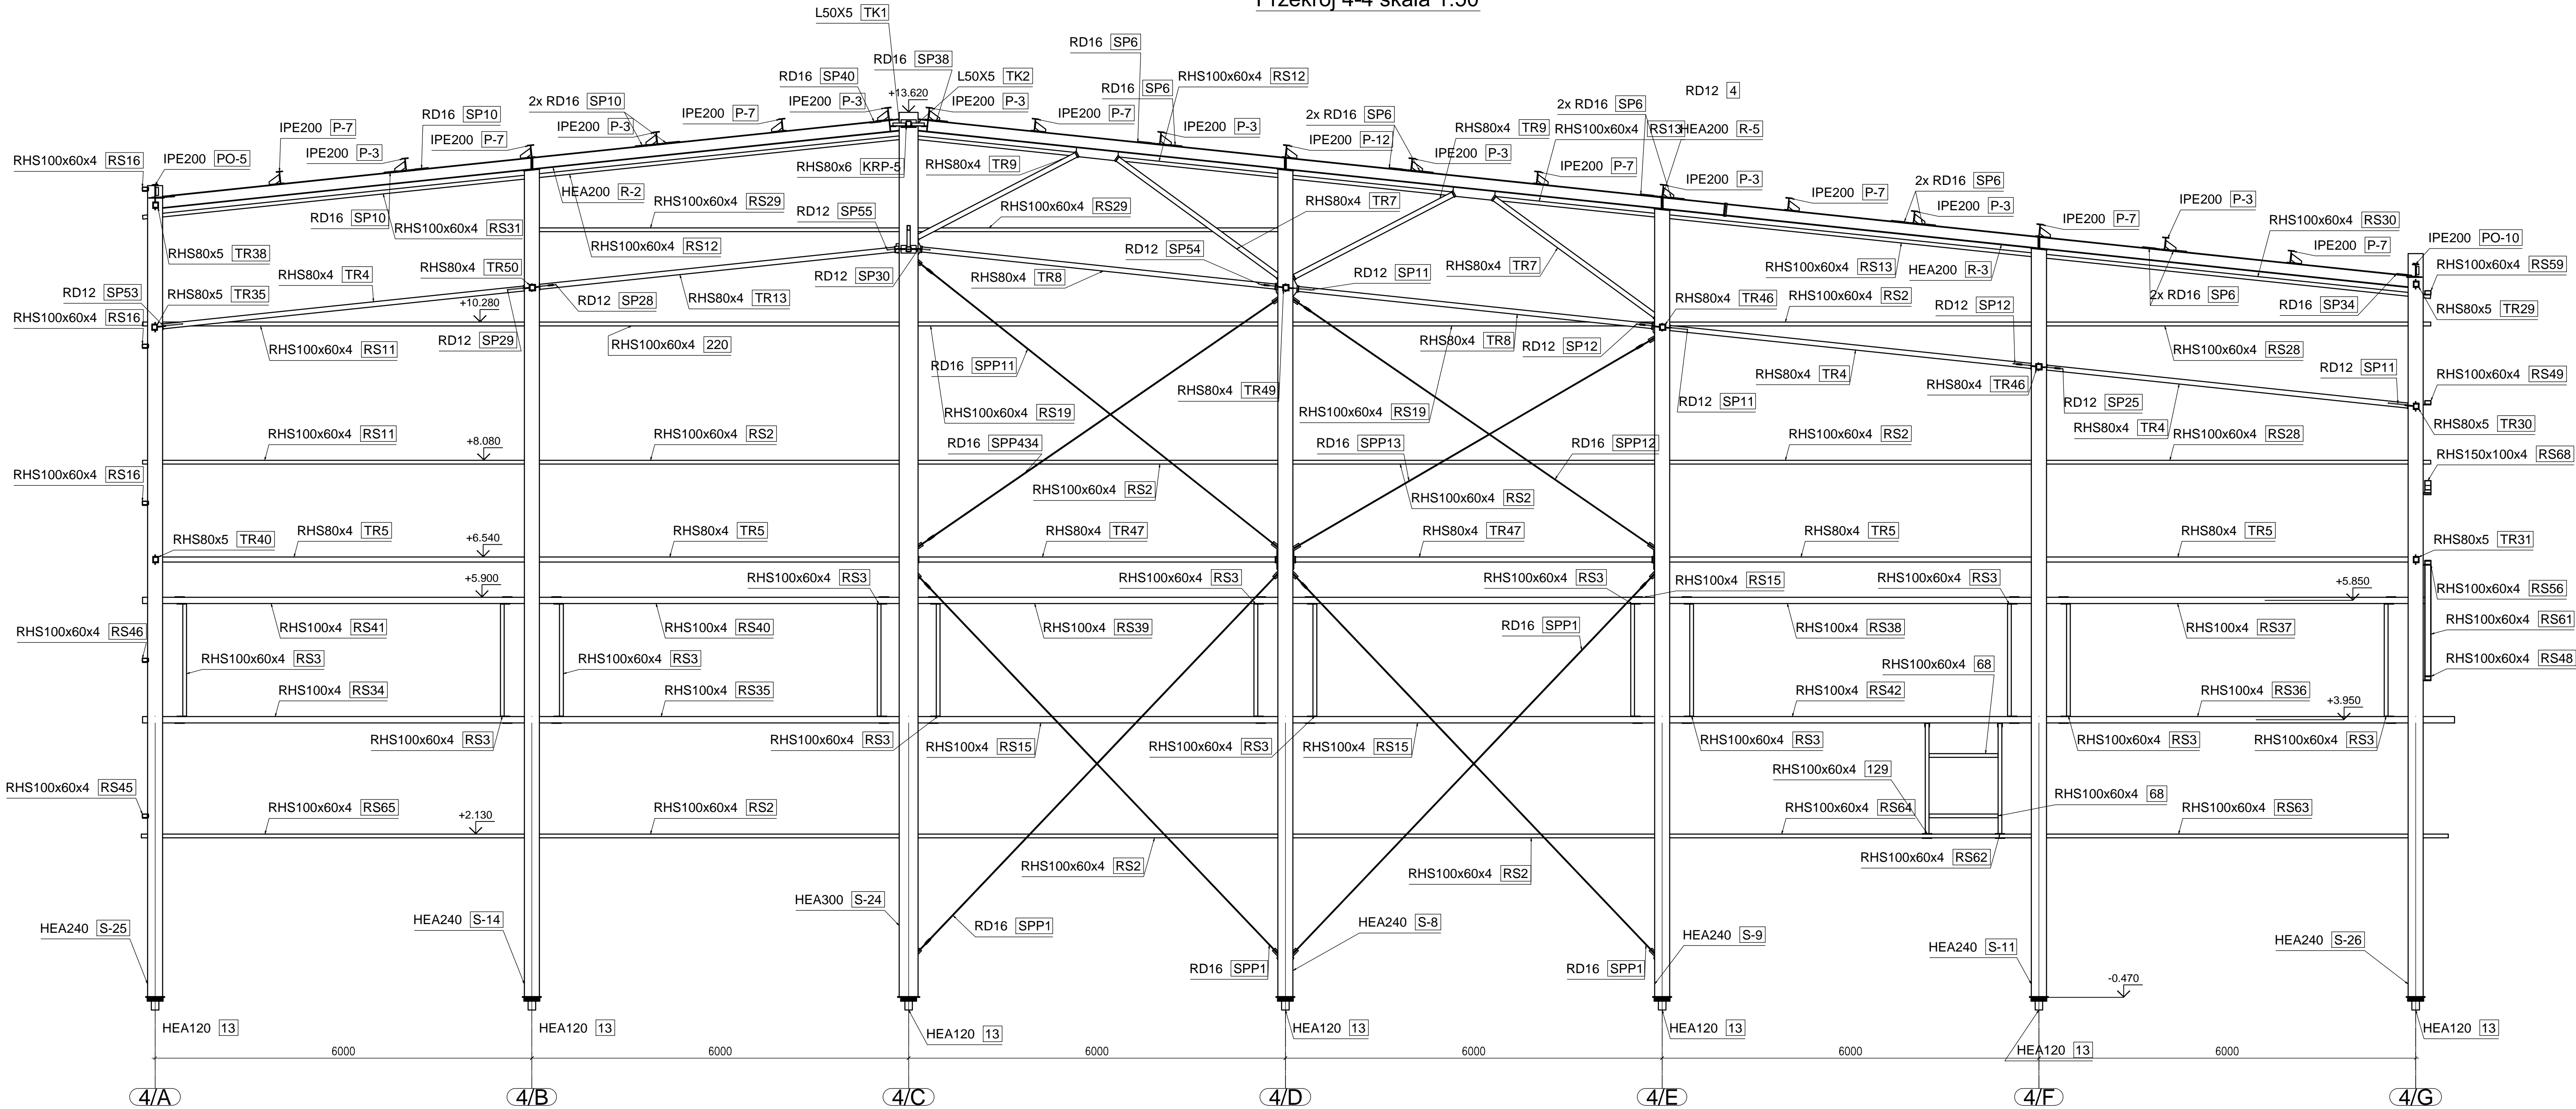 Przekrój 4-4 skala 1:50
L50X5 TK1
RD16 SP6
RD16 SP38
RD16 SP40
L50X5 TK2
RHS100x60x4 RS12
RD16 SP6
+13.620
RD12 4
2x RD16 SP10
IPE200 P-7
IPE200 P-3
IPE200 P-3
IPE200 P-7
2x RD16 SP6
RD16 SP10
IPE200 P-3
IPE200 P-3
2x RD16 SP6
RHS80x4 TR9
RHS100x60x4 RS13
HEA200 R-5
IPE200 P-7
IPE200 P-7
IPE200 P-12
IPE200 P-3
RHS100x60x4 RS16
IPE200 PO-5
IPE200 P-3
RHS80x6 KRP-5
RHS80x4 TR9
IPE200 P-7
IPE200 P-3
IPE200 P-7
2x RD16 SP6
HEA200 R-2
RHS100x60x4 RS29
RHS100x60x4 RS29
RHS80x4 TR7
IPE200 P-3
IPE200 P-3
RD16 SP10
RHS100x60x4 RS31
RD12 SP55
IPE200 P-7
RHS100x60x4 RS30
RHS80x5 TR38
RHS100x60x4 RS12
RD12 SP54
IPE200 P-7
IPE200 PO-10
RHS80x4 TR4
RHS80x4 TR50
RD12 SP30
RHS80x4 TR8
RD12 SP11
RHS80x4 TR7
RHS100x60x4 RS13
HEA200 R-3
RHS100x60x4 RS59
RD12 SP53
RHS80x5 TR35
+10.280
RD12 SP28
RHS80x4 TR13
RHS80x4 TR46
RHS100x60x4 RS2
RD12 SP12
2x RD16 SP6
RD16 SP34
RHS80x5 TR29
RHS100x60x4 RS16
RHS100x60x4 RS11
RD12 SP29
RHS100x60x4 220
RHS80x4 TR8
RD12 SP12
RHS100x60x4 RS28
RD16 SPP11
RHS80x4 TR49
RHS80x4 TR4
RHS80x4 TR46
RD12 SP11
RHS100x60x4 RS49
RHS100x60x4 RS19
RHS100x60x4 RS19
RD12 SP11
RD12 SP25
RHS80x4 TR4
RHS80x5 TR30
RHS100x60x4 RS11
+8.080
RHS100x60x4 RS2
RD16 SPP434
RD16 SPP13
RD16 SPP12
RHS100x60x4 RS2
RHS100x60x4 RS28
RHS150x100x4 RS68
RHS100x60x4 RS16
RHS100x60x4 RS2
RHS100x60x4 RS2
RHS80x5 TR40
RHS80x4 TR5
+6.540
RHS80x4 TR5
RHS80x4 TR47
RHS80x4 TR47
RHS80x4 TR5
RHS80x4 TR5
RHS80x5 TR31
+5.900
RHS100x60x4 RS3
RHS100x60x4 RS3
RHS100x60x4 RS3
RHS100x4 RS15
RHS100x60x4 RS3
+5.850
RHS100x60x4 RS56
RHS100x60x4 RS46
RHS100x4 RS41
RHS100x4 RS40
RHS100x4 RS39
RD16 SPP1
RHS100x4 RS38
RHS100x4 RS37
RHS100x60x4 RS61
RHS100x60x4 RS3
RHS100x60x4 RS3
RHS100x60x4 68
RHS100x60x4 RS48
RHS100x4 RS34
RHS100x4 RS35
RHS100x4 RS42
RHS100x4 RS36
+3.950
RHS100x60x4 RS3
RHS100x60x4 RS3
RHS100x4 RS15
RHS100x60x4 RS3
RHS100x4 RS15
RHS100x60x4 RS3
RHS100x60x4 RS3
RHS100x60x4 RS3
RHS100x60x4 129
RHS100x60x4 RS45
RHS100x60x4 RS65
+2.130
RHS100x60x4 RS2
RHS100x60x4 RS64
RHS100x60x4 68
RHS100x60x4 RS63
RHS100x60x4 RS2
RHS100x60x4 RS2
RHS100x60x4 RS62
HEA240 S-25
HEA240 S-14
HEA300 S-24
RD16 SPP1
HEA240 S-8
HEA240 S-9
HEA240 S-11
HEA240 S-26
RD16 SPP1
RD16 SPP1
-0.470
HEA120 13
HEA120 13
HEA120 13
HEA120 13
HEA120 13
HEA120 13
HEA120 13
6000
6000
6000
6000
6000
6000
4/A
4/B
4/C
4/D
4/E
4/F
4/G